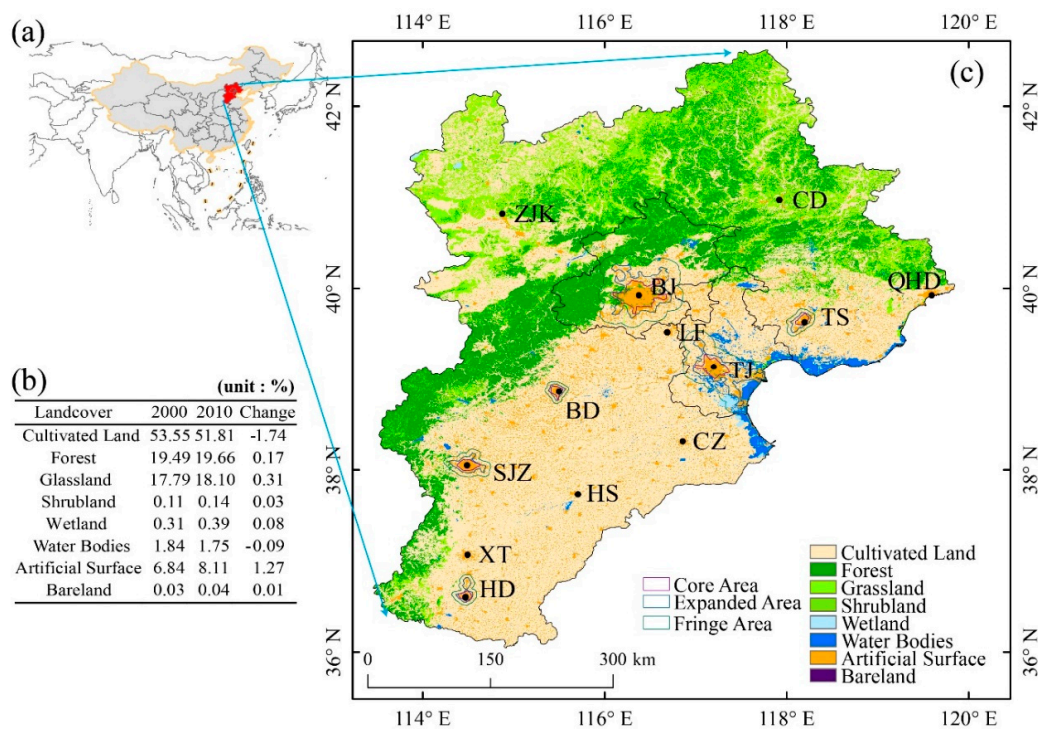 (a)
(b)
(unit : %)
Landcover 2000 2010 Change
Cultivated Land 53.55 51.81 -1.74
Forest 19.49 19.66 0.17
Glassland 17.79 18.10 0.31
Shrubland 0.11 0.14 0.03
Wetland 0.31 0.39 0.08
Water Bodies 1.84 1.75 -0.09
Artificial Surface 6.84 8.11 1.27
Bareland 0.03 0.04 0.01
114° E 116° E 118° E 120° E
(c)
42° N
40° N
38° N
36° N
ZJK
CD
BJ
QHD
TS
LF
TJ
BD
CZ
SJZ
HS
XT
HD
Core Area
Expanded Area
Fringe Area
Cultivated Land
Forest
Grassland
Shrubland
Wetland
Water Bodies
Artificial Surface
Bareland
0 150 300 km
42° N
40° N
38° N
36° N
114° E 116° E 118° E 120° E